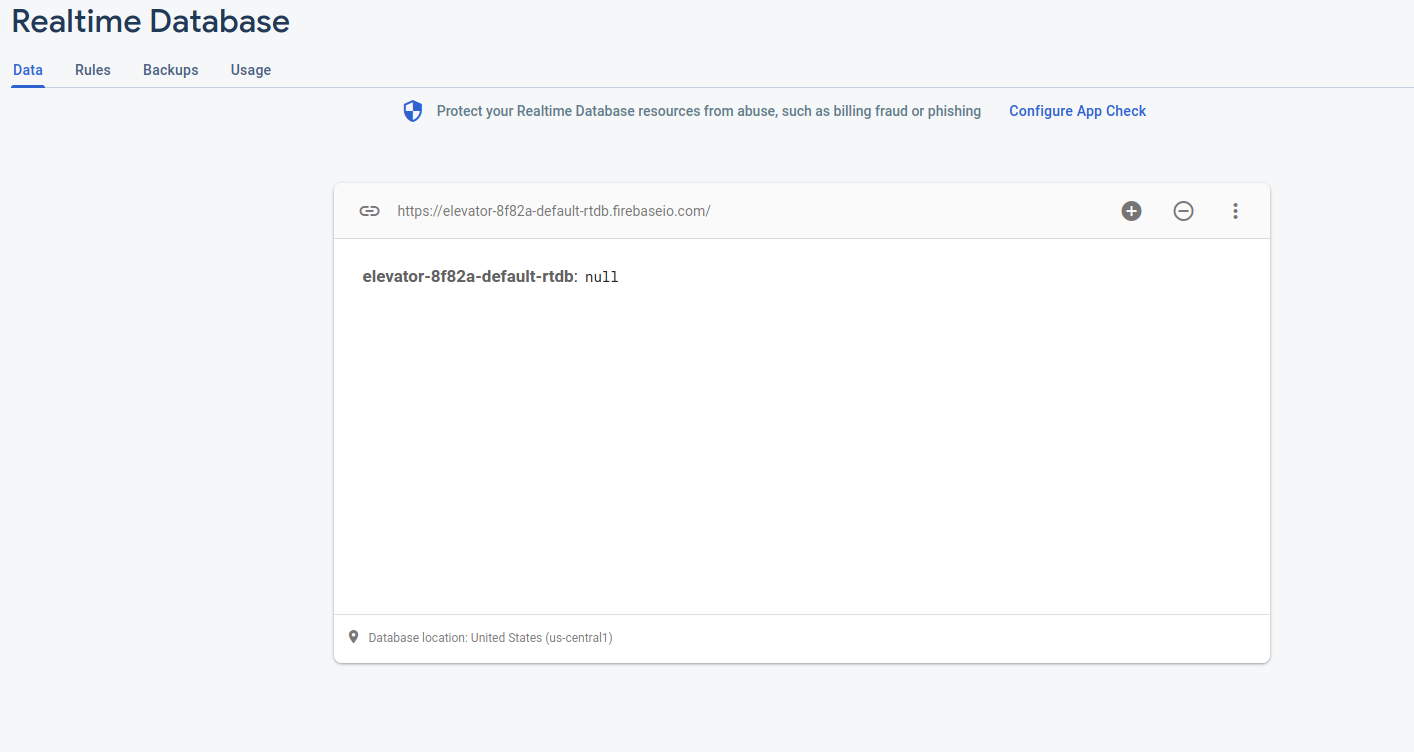 Realtime Database
Data Rules Backups Usage
Protect your Realtime Database resources from abuse, such as billing fraud or phishing Configure App Check
https://elevator-8f82a-default-rtdb.firebaseio.com/
elevator-8f82a-default-rtdb: null
Database location: United States (us-central1)